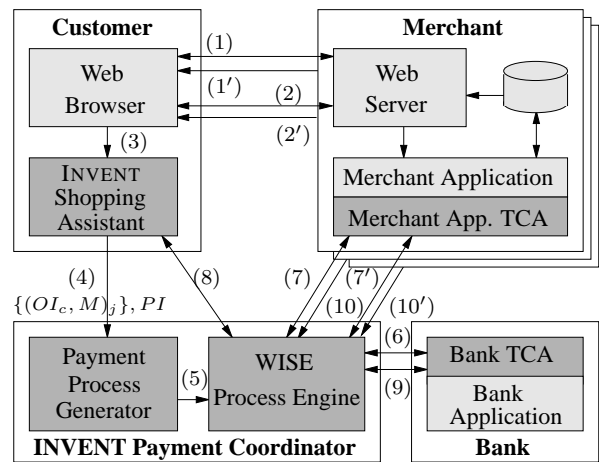 Customer
Merchant
(1)
Web
Browser
Web
Server
(1′)
(2)
(2′)
(3)
INVENT
Shopping
Assistant
Merchant Application
Merchant App. TCA
(4)
(8)
(7)
(7′)
{(OI_c, M)_j}, PI
(10)
(10′)
Payment
Process
Generator
(5)
WISE
Process Engine
(6)
(9)
Bank TCA
Bank
Application
INVENT Payment Coordinator
Bank